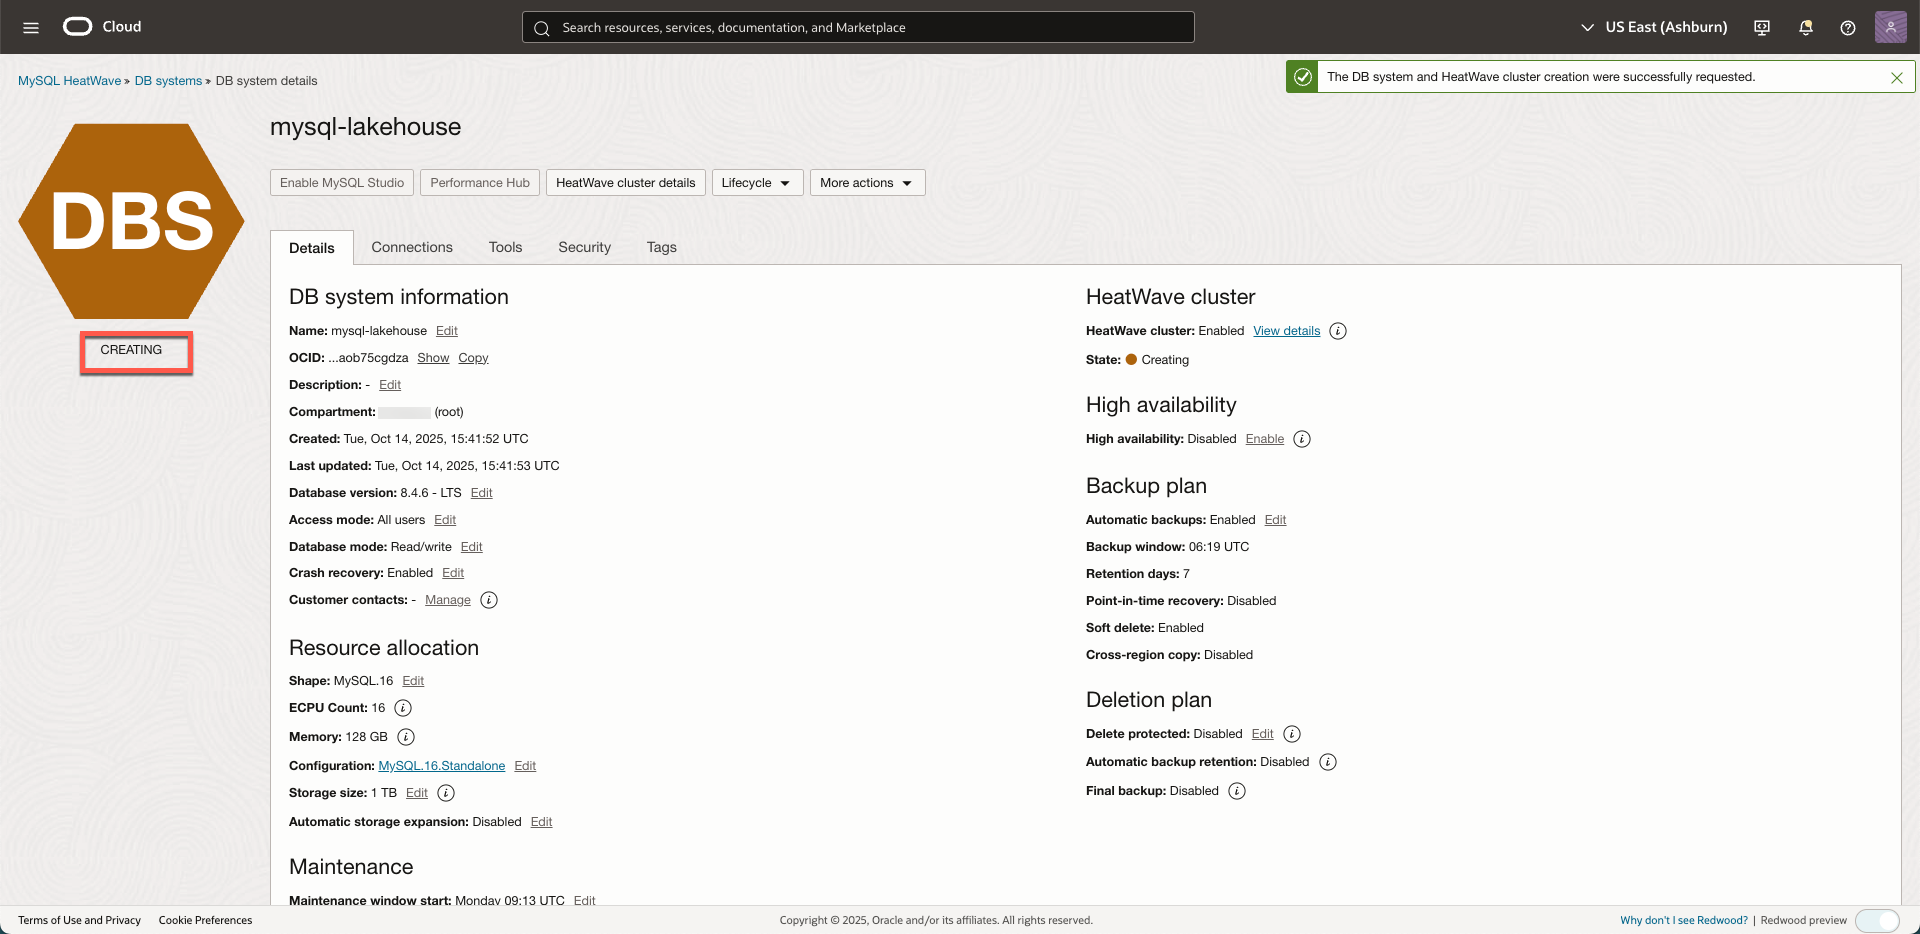 Cloud
Search resources, services, documentation, and Marketplace
US East (Ashburn)
MySQL HeatWave » DB systems » DB system details
The DB system and HeatWave cluster creation were successfully requested.
mysql-lakehouse
DBS
CREATING
Enable MySQL Studio
Performance Hub
HeatWave cluster details
Lifecycle
More actions
Details
Connections
Tools
Security
Tags
DB system information
Name: mysql-lakehouse Edit
OCID: ...aob75cgdza Show Copy
Description: - Edit
Compartment: (root)
Created: Tue, Oct 14, 2025, 15:41:52 UTC
Last updated: Tue, Oct 14, 2025, 15:41:53 UTC
Database version: 8.4.6 - LTS Edit
Access mode: All users Edit
Database mode: Read/write Edit
Crash recovery: Enabled Edit
Customer contacts: - Manage
Resource allocation
Shape: MySQL.16 Edit
ECPU Count: 16
Memory: 128 GB
Configuration: MySQL.16.Standalone Edit
Storage size: 1 TB Edit
Automatic storage expansion: Disabled Edit
Maintenance
Maintenance window start: Monday 09:13 UTC Edit
HeatWave cluster
HeatWave cluster: Enabled View details
State: Creating
High availability
High availability: Disabled Enable
Backup plan
Automatic backups: Enabled Edit
Backup window: 06:19 UTC
Retention days: 7
Point-in-time recovery: Disabled
Soft delete: Enabled
Cross-region copy: Disabled
Deletion plan
Delete protected: Disabled Edit
Automatic backup retention: Disabled
Final backup: Disabled
Terms of Use and Privacy
Cookie Preferences
Copyright © 2025, Oracle and/or its affiliates. All rights reserved.
Why don't I see Redwood? | Redwood preview